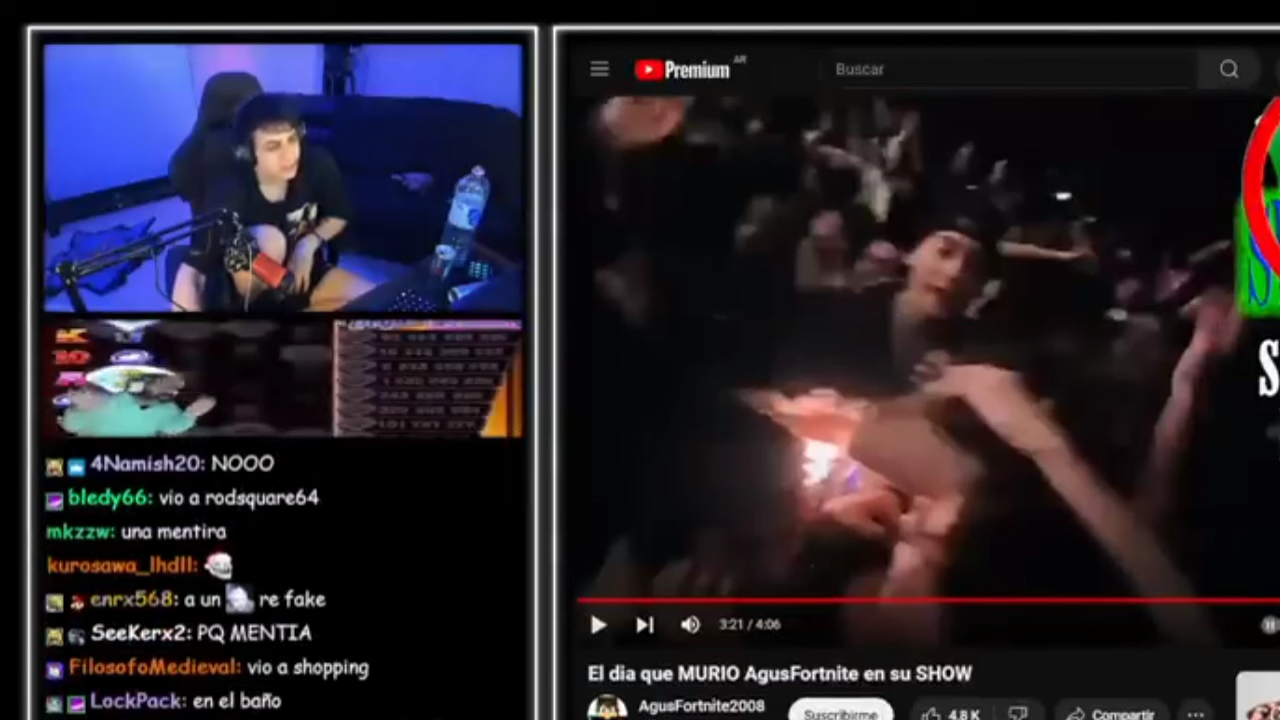 Premium AR
Buscar
4Namish20: NOOO
bledy66: vio a rodsquare64
mkzzw: una mentira
kurosawa_lhdll:
enrx568: a un re fake
SeeKerx2: PQ MENTIA
FilosofoMedieval: vio a shopping
LockPack: en el baño
3:21 / 4:06
El dia que MURIO AgusFortnite en su SHOW
AgusFortnite2008
Suscribirme
4.8 K
Compartir
S